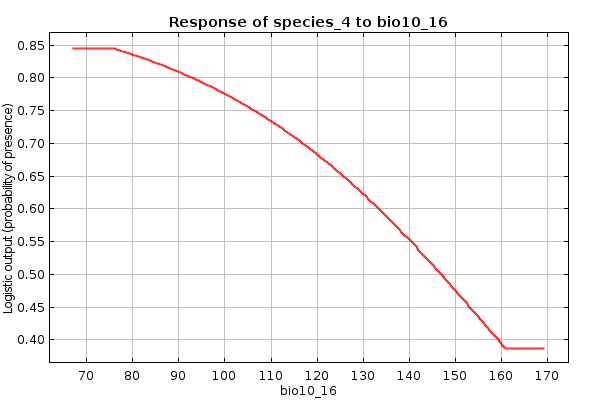 Response of species_4 to bio10_16
Logistic output (probability of presence)
0.85
0.80
0.75
0.70
0.65
0.60
0.55
0.50
0.45
0.40
70 80 90 100 110 120 130 140 150 160 170
bio10_16